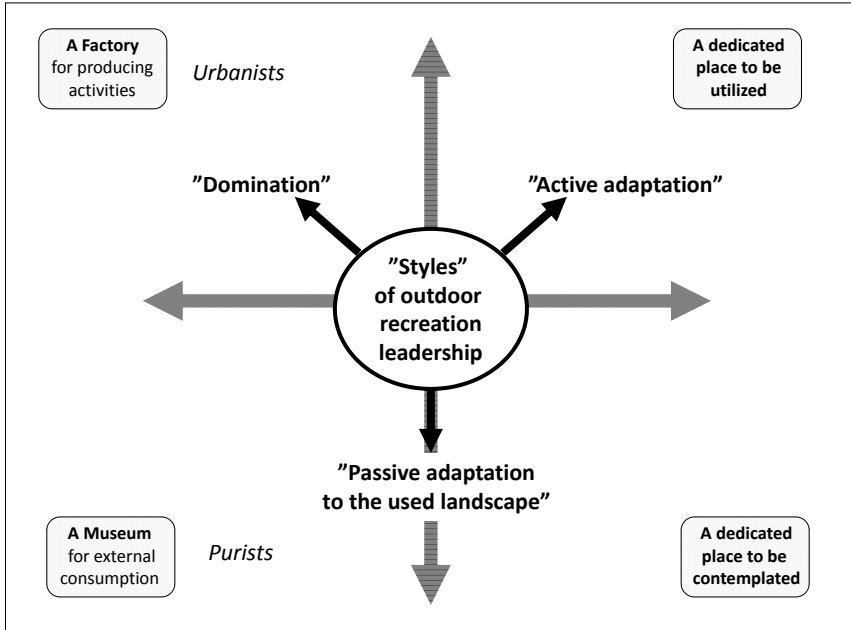 A Factory
for producing
activities
Urbanists
A dedicated
place to be
utilized
”Domination”
”Active adaptation”
”Styles”
of outdoor
recreation
leadership
”Passive adaptation
to the used landscape”
A Museum
for external
consumption
Purists
A dedicated
place to be
contemplated